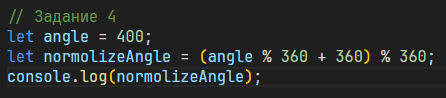 // Задание 4
let angle = 400;
let normolizeAngle = (angle % 360 + 360) % 360;
console.log(normolizeAngle);